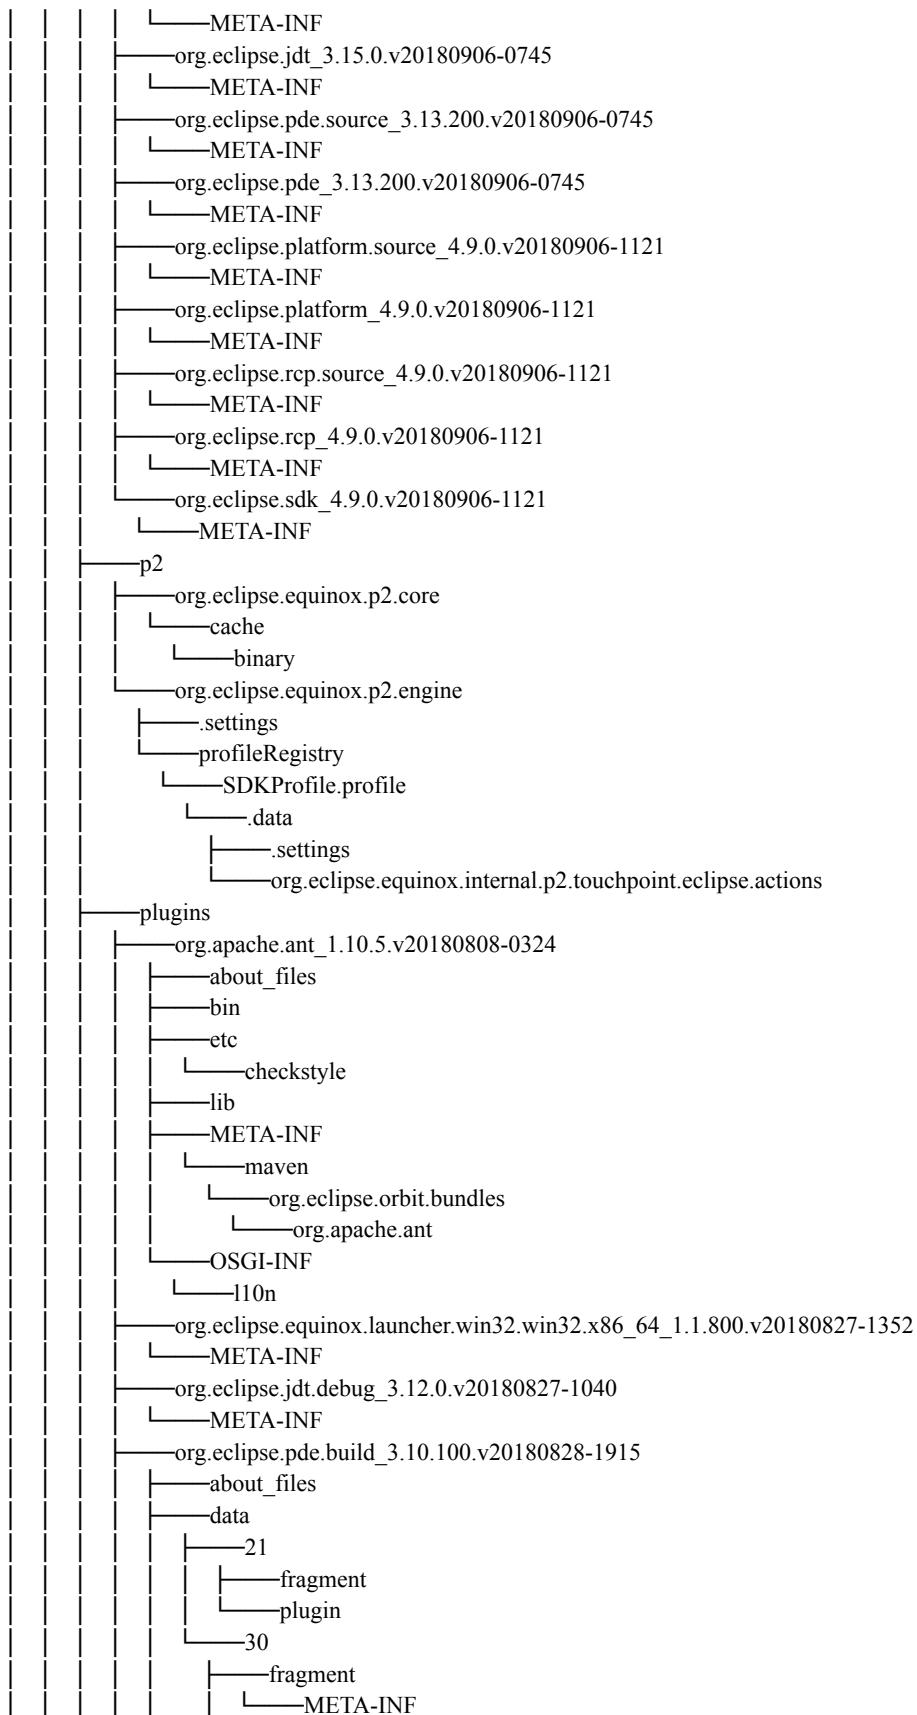 │ │ │ │ └───META-INF
│ │ │ ├───org.eclipse.jdt_3.15.0.v20180906-0745
│ │ │ │ └───META-INF
│ │ │ ├───org.eclipse.pde.source_3.13.200.v20180906-0745
│ │ │ │ └───META-INF
│ │ │ ├───org.eclipse.pde_3.13.200.v20180906-0745
│ │ │ │ └───META-INF
│ │ │ ├───org.eclipse.platform.source_4.9.0.v20180906-1121
│ │ │ │ └───META-INF
│ │ │ ├───org.eclipse.platform_4.9.0.v20180906-1121
│ │ │ │ └───META-INF
│ │ │ ├───org.eclipse.rcp.source_4.9.0.v20180906-1121
│ │ │ │ └───META-INF
│ │ │ ├───org.eclipse.rcp_4.9.0.v20180906-1121
│ │ │ │ └───META-INF
│ │ │ └───org.eclipse.sdk_4.9.0.v20180906-1121
│ │ │ └───META-INF
│ │ ├───p2
│ │ │ ├───org.eclipse.equinox.p2.core
│ │ │ │ └───cache
│ │ │ │ └───binary
│ │ │ └───org.eclipse.equinox.p2.engine
│ │ │ ├───.settings
│ │ │ └───profileRegistry
│ │ │ └───SDKProfile.profile
│ │ │ └───.data
│ │ │ ├───.settings
│ │ │ └───org.eclipse.equinox.internal.p2.touchpoint.eclipse.actions
│ │ ├───plugins
│ │ │ ├───org.apache.ant_1.10.5.v20180808-0324
│ │ │ │ ├───about_files
│ │ │ │ ├───bin
│ │ │ │ ├───etc
│ │ │ │ │ └───checkstyle
│ │ │ │ ├───lib
│ │ │ │ ├───META-INF
│ │ │ │ │ └───maven
│ │ │ │ │ └───org.eclipse.orbit.bundles
│ │ │ │ │ └───org.apache.ant
│ │ │ │ └───OSGI-INF
│ │ │ │ └───l10n
│ │ │ ├───org.eclipse.equinox.launcher.win32.win32.x86_64_1.1.800.v20180827-1352
│ │ │ │ └───META-INF
│ │ │ ├───org.eclipse.jdt.debug_3.12.0.v20180827-1040
│ │ │ │ └───META-INF
│ │ │ ├───org.eclipse.pde.build_3.10.100.v20180828-1915
│ │ │ │ ├───about_files
│ │ │ │ ├───data
│ │ │ │ │ ├───21
│ │ │ │ │ │ ├───fragment
│ │ │ │ │ │ └───plugin
│ │ │ │ │ └───30
│ │ │ │ │ ├───fragment
│ │ │ │ │ │ └───META-INF